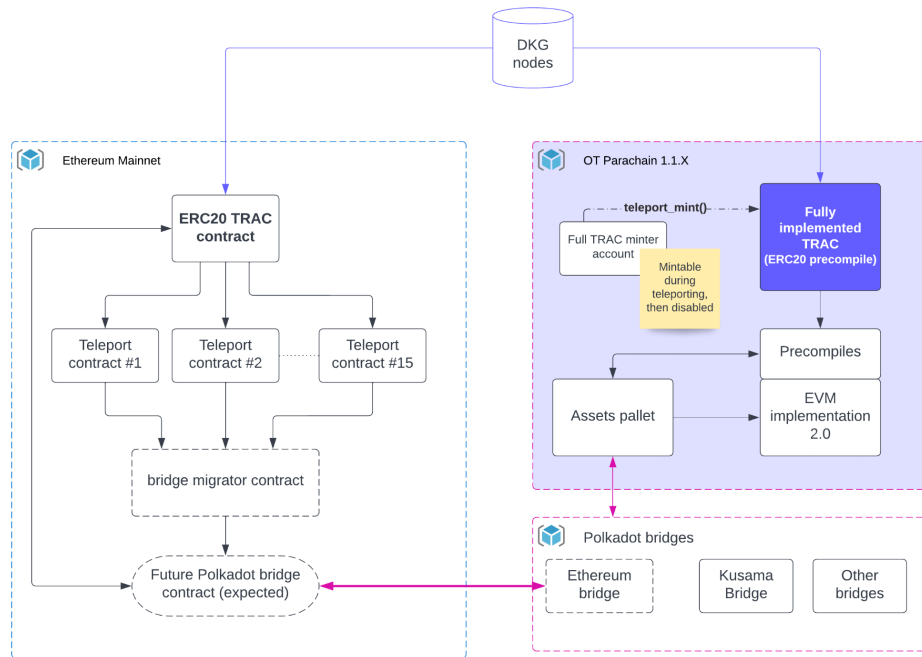 DKG
nodes
Ethereum Mainnet
ERC20 TRAC
contract
Teleport
contract #1
Teleport
contract #2
Teleport
contract #15
bridge migrator contract
Future Polkadot bridge
contract (expected)
OT Parachain 1.1.X
teleport_mint()
Full TRAC minter
account
Mintable
during
teleporting,
then disabled
Fully
implemented
TRAC
(ERC20 precompile)
Precompiles
Assets pallet
EVM
implementation
2.0
Polkadot bridges
Ethereum
bridge
Kusama
Bridge
Other
bridges